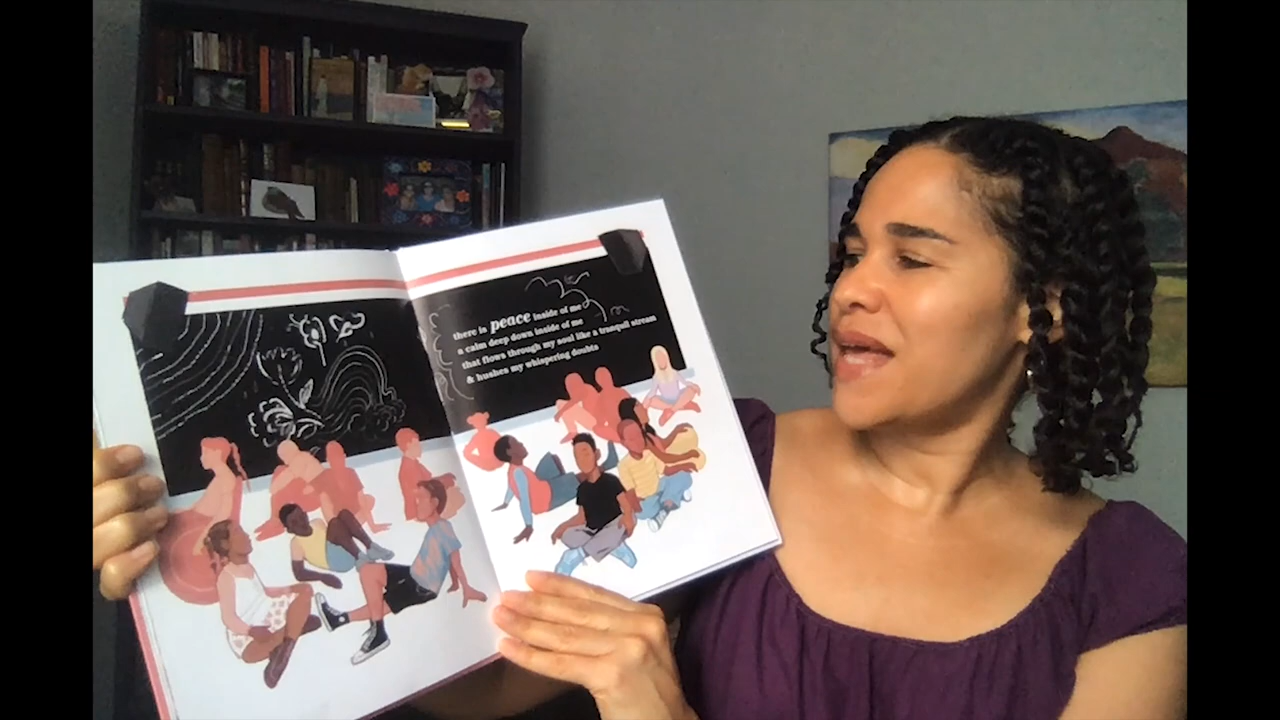 there is peace inside of me
a calm deep down inside of me
that flows through my soul like a tranquil stream
& hushes my whispering doubts